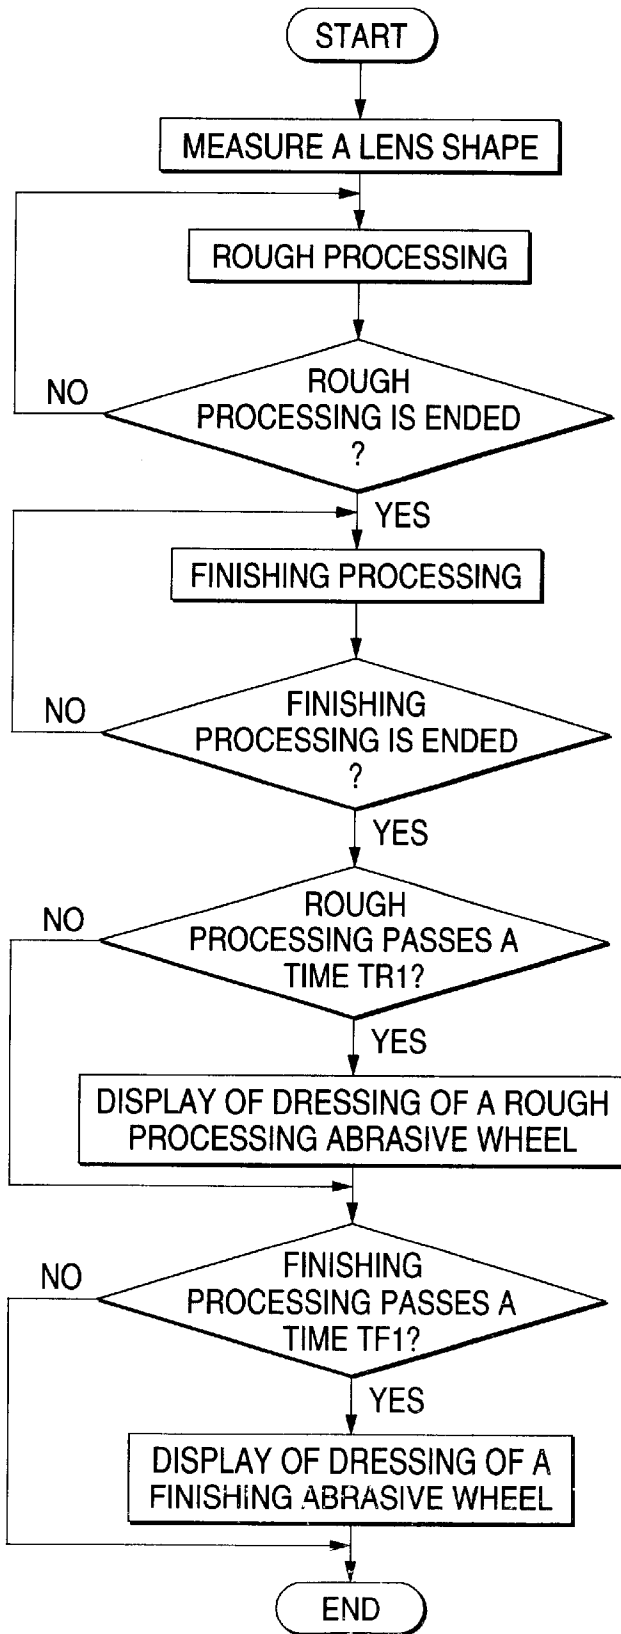 START
MEASURE A LENS SHAPE
ROUGH PROCESSING
ROUGH
PROCESSING IS ENDED
?
NO
YES
FINISHING PROCESSING
FINISHING
PROCESSING IS ENDED
?
NO
YES
ROUGH
PROCESSING PASSES A
TIME TR1?
NO
YES
DISPLAY OF DRESSING OF A ROUGH
PROCESSING ABRASIVE WHEEL
FINISHING
PROCESSING PASSES A
TIME TF1?
NO
YES
DISPLAY OF DRESSING OF A
FINISHING ABRASIVE WHEEL
END